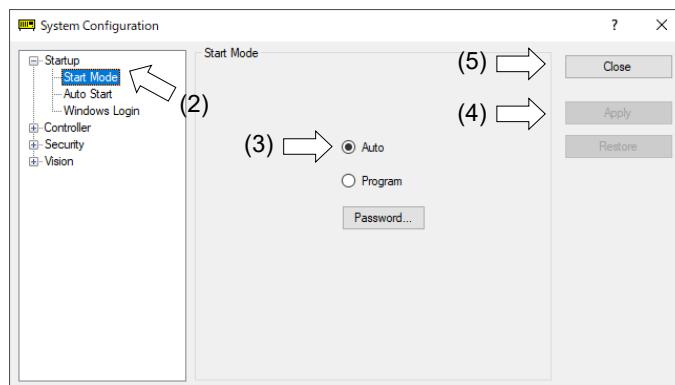 System Configuration
?
Startup
Start Mode
Auto Start
Windows Login
Controller
Security
Vision
(2)
Start Mode
(3)
Auto
Program
Password...
(5)
Close
(4)
Apply
Restore